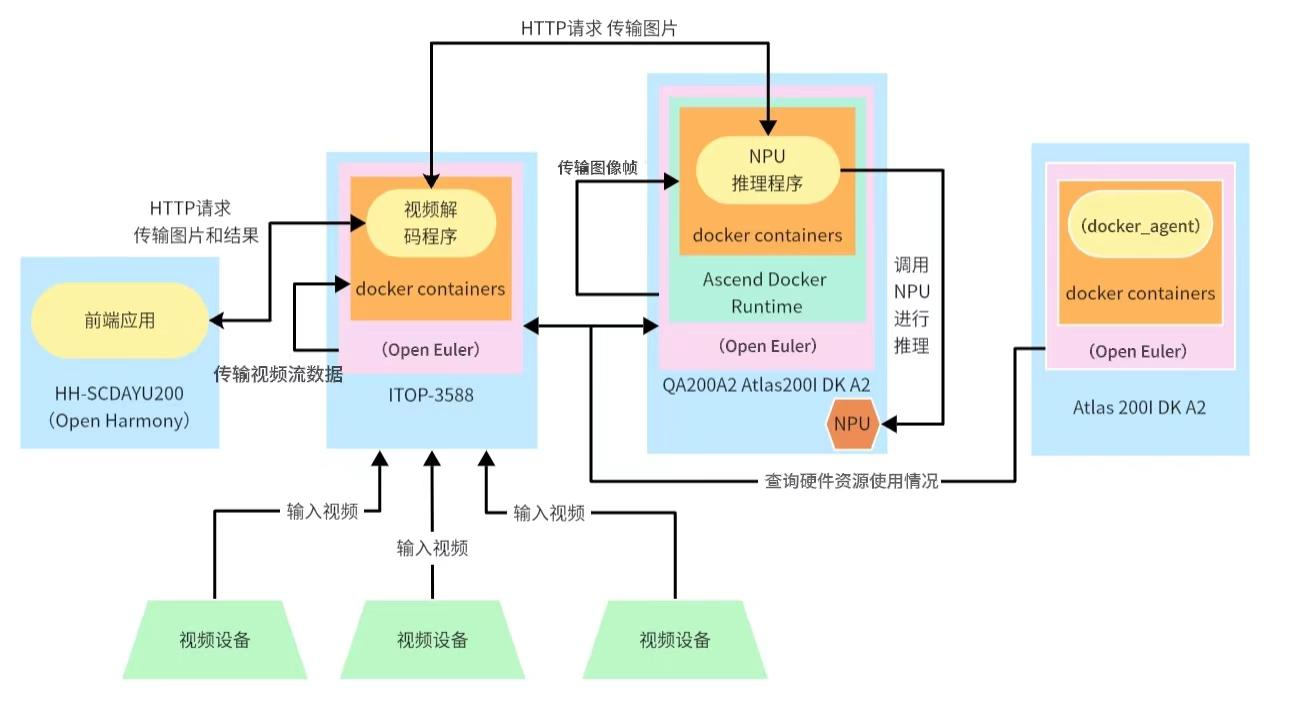 HTTP请求 传输图片
HTTP请求
传输图片和结果
前端应用
HH-SCDAYU200
（Open Harmony）
视频解
码程序
docker containers
（Open Euler）
ITOP-3588
传输视频流数据
传输图像帧
NPU
推理程序
docker containers
Ascend Docker
Runtime
（Open Euler）
QA200A2 Atlas200I DK A2
NPU
调用
NPU
进行
推理
（docker_agent）
docker containers
（Open Euler）
Atlas 200I DK A2
查询硬件资源使用情况
输入视频
输入视频
输入视频
视频设备
视频设备
视频设备